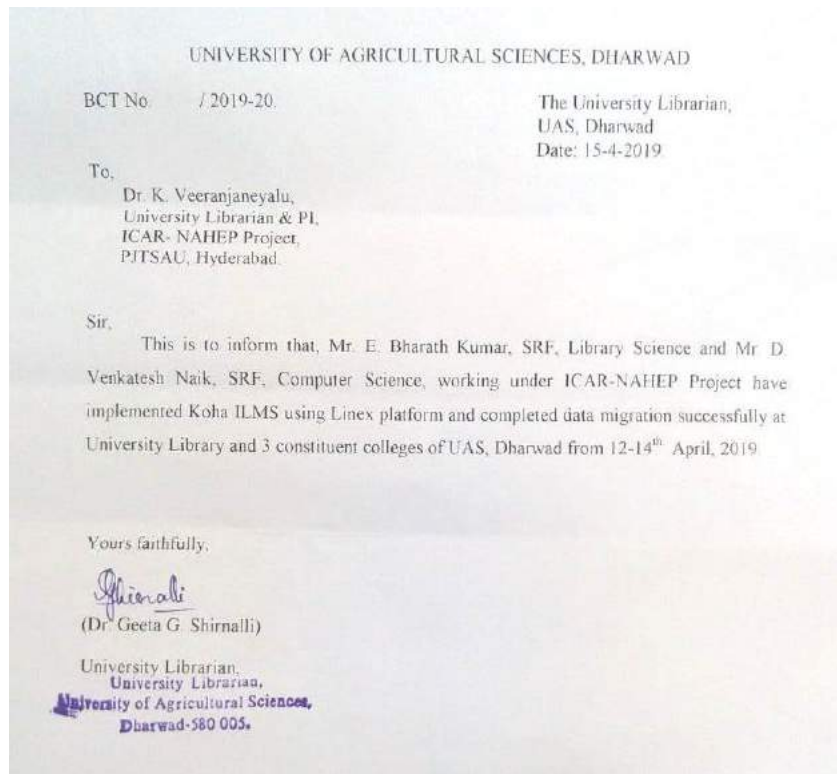 UNIVERSITY OF AGRICULTURAL SCIENCES, DHARWAD
BCT No. / 2019-20.
The University Librarian,
UAS, Dharwad
Date: 15-4-2019.
To,
Dr. K. Veeranjaneyalu,
University Librarian & PI,
ICAR- NAHEP Project,
PJTSAU, Hyderabad.
Sir,
This is to inform that, Mr. E. Bharath Kumar, SRF, Library Science and Mr. D.
Venkatesh Naik, SRF, Computer Science, working under ICAR-NAHEP Project have
implemented Koha ILMS using Linex platform and completed data migration successfully at
University Library and 3 constituent colleges of UAS, Dharwad from 12-14th April, 2019.
Yours faithfully,
Shirnalli
(Dr. Geeta G. Shirnalli)
University Librarian,
University Librarian,
University of Agricultural Sciences,
Dharwad-580 005.